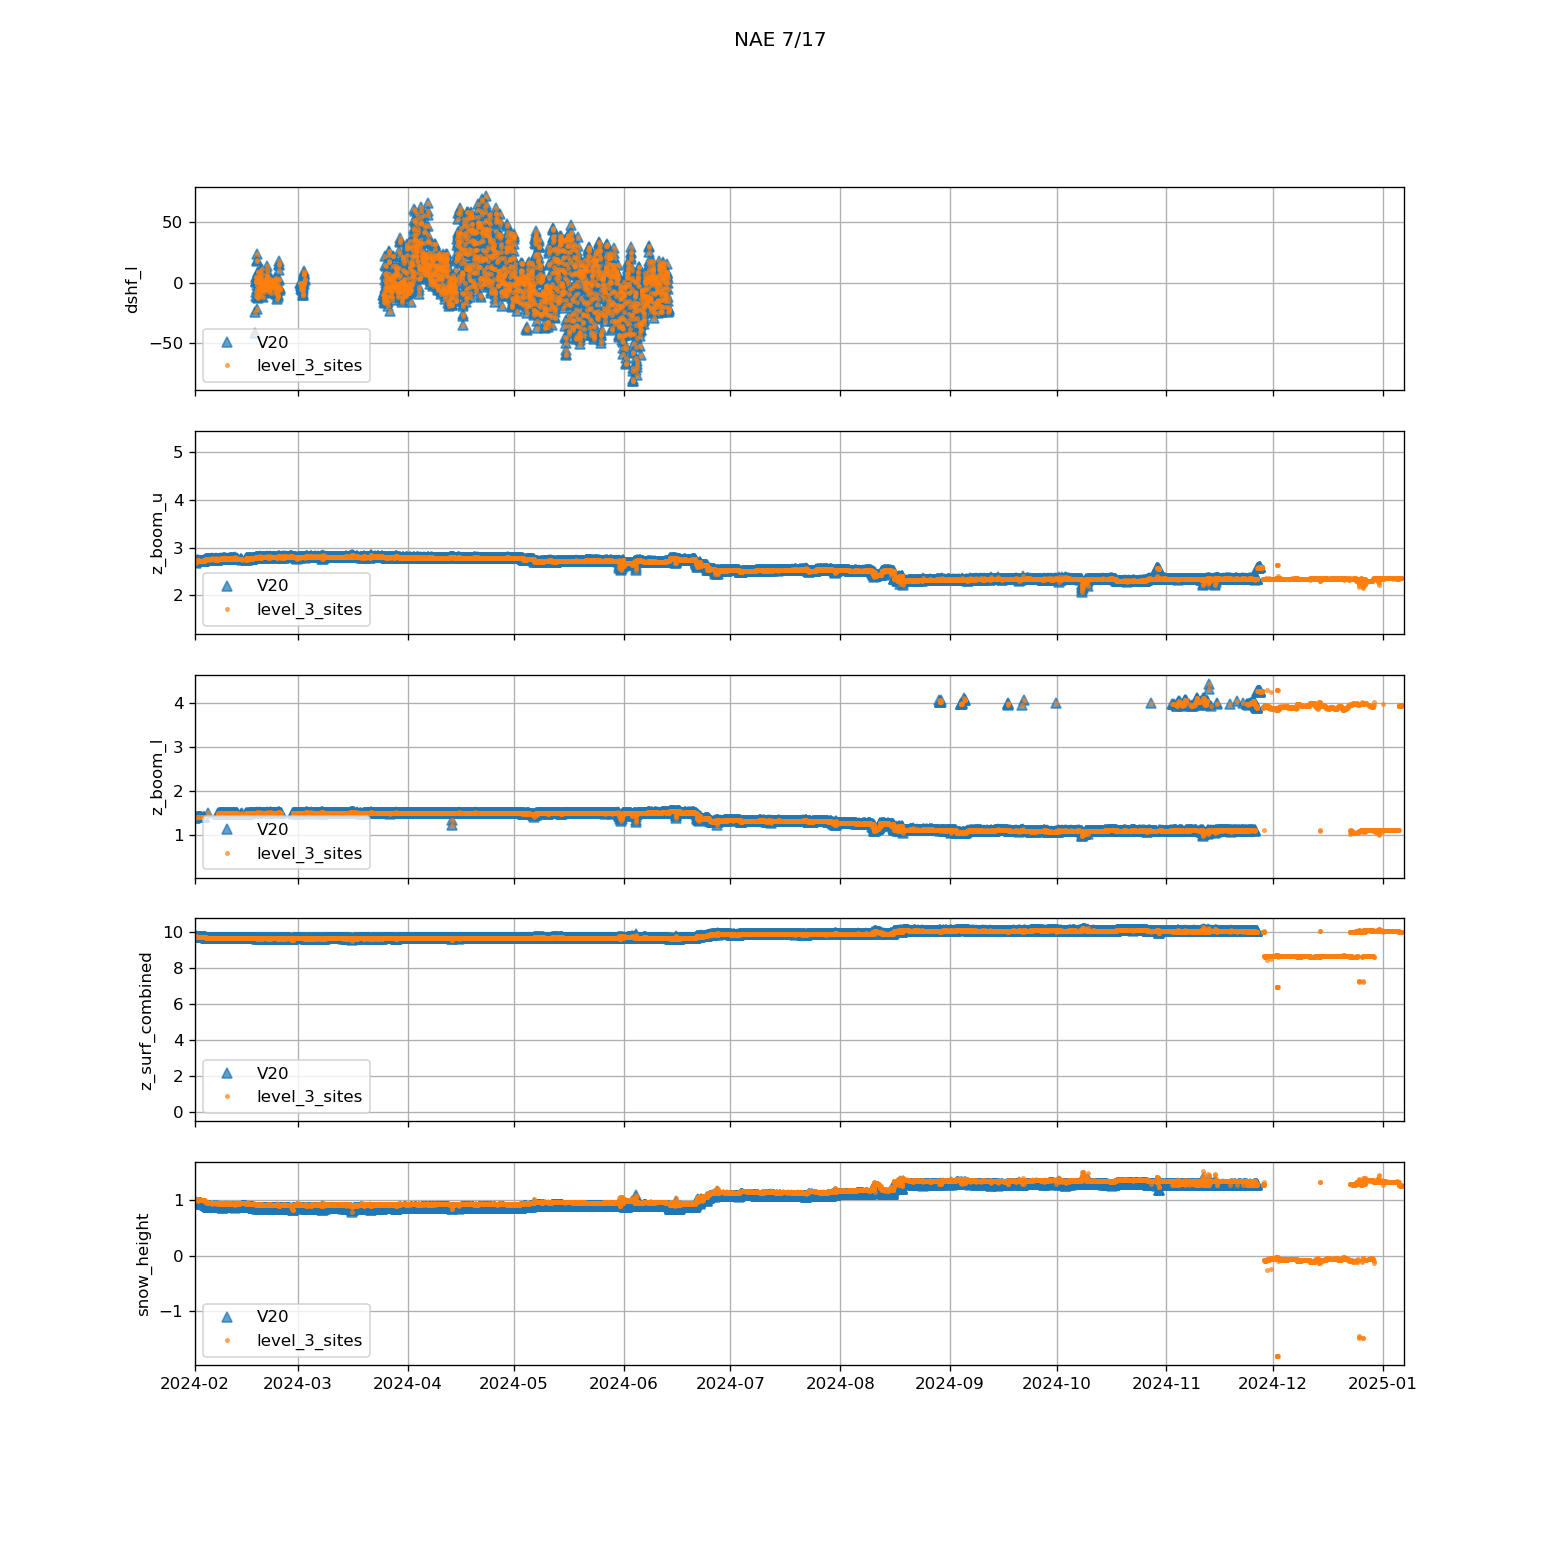 NAE 7/17
dshf_l
50
0
−50
V20
level_3_sites
z_boom_u
5
4
3
2
V20
level_3_sites
z_boom_l
4
3
2
1
V20
level_3_sites
z_surf_combined
10
8
6
4
2
0
V20
level_3_sites
snow_height
1
0
−1
V20
level_3_sites
2024-02 2024-03 2024-04 2024-05 2024-06 2024-07 2024-08 2024-09 2024-10 2024-11 2024-12 2025-01